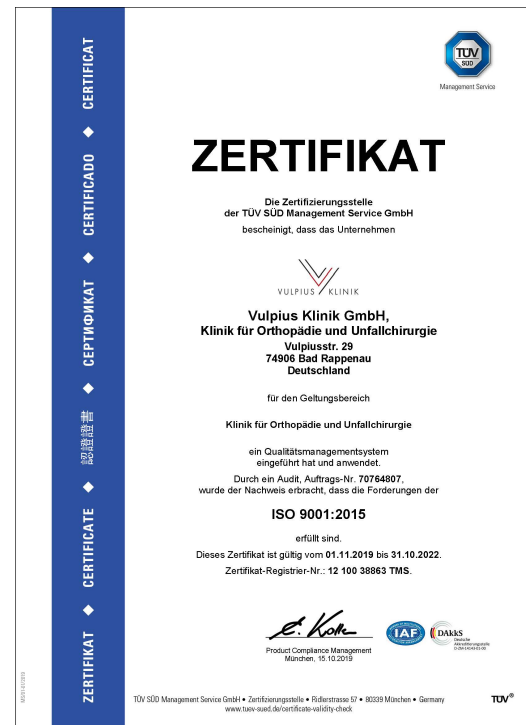 TÜV
SÜD
Management Service
ZERTIFIKAT
Die Zertifizierungsstelle
der TÜV SÜD Management Service GmbH
bescheinigt, dass das Unternehmen
VULPIUS KLINIK
Vulpius Klinik GmbH,
Klinik für Orthopädie und Unfallchirurgie
Vulpiusstr. 29
74906 Bad Rappenau
Deutschland
für den Geltungsbereich
Klinik für Orthopädie und Unfallchirurgie
ein Qualitätsmanagementsystem
eingeführt hat und anwendet.
Durch ein Audit, Auftrags-Nr. 70764807,
wurde der Nachweis erbracht, dass die Forderungen der
ISO 9001:2015
erfüllt sind.
Dieses Zertifikat ist gültig vom 01.11.2019 bis 31.10.2022.
Zertifikat-Registrier-Nr.: 12 100 38863 TMS.
Product Compliance Management
München, 15.10.2019
IAF
DAkkS
Deutsche
Akkreditierungsstelle
D-ZM-14143-01-00
TÜV SÜD Management Service GmbH • Zertifizierungsstelle • Ridlerstrasse 57 • 80339 München • Germany
www.tuev-sued.de/certificate-validity-check
TÜV®
ZERTIFIKAT ◆ CERTIFICATE ◆ 認證證書 ◆ СЕРТИФИКАТ ◆ CERTIFICADO ◆ CERTIFICAT